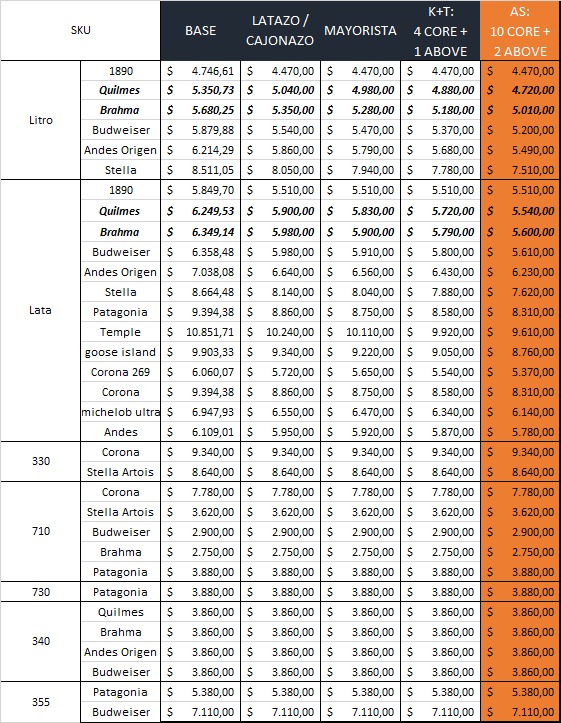 SKU BASE LATAZO / CAJONAZO MAYORISTA K+T: 4 CORE + 1 ABOVE AS: 10 CORE + 2 ABOVE
Litro
1890 $ 4.746,61 $ 4.470,00 $ 4.470,00 $ 4.470,00 $ 4.470,00
Quilmes $ 5.350,73 $ 5.040,00 $ 4.980,00 $ 4.880,00 $ 4.720,00
Brahma $ 5.680,25 $ 5.350,00 $ 5.280,00 $ 5.180,00 $ 5.010,00
Budweiser $ 5.879,88 $ 5.540,00 $ 5.470,00 $ 5.370,00 $ 5.200,00
Andes Origen $ 6.214,29 $ 5.860,00 $ 5.790,00 $ 5.680,00 $ 5.490,00
Stella $ 8.511,05 $ 8.050,00 $ 7.940,00 $ 7.780,00 $ 7.510,00
Lata
1890 $ 5.849,70 $ 5.510,00 $ 5.510,00 $ 5.510,00 $ 5.510,00
Quilmes $ 6.249,53 $ 5.900,00 $ 5.830,00 $ 5.720,00 $ 5.540,00
Brahma $ 6.349,14 $ 5.980,00 $ 5.900,00 $ 5.790,00 $ 5.600,00
Budweiser $ 6.358,48 $ 5.980,00 $ 5.910,00 $ 5.800,00 $ 5.610,00
Andes Origen $ 7.038,08 $ 6.640,00 $ 6.560,00 $ 6.430,00 $ 6.230,00
Stella $ 8.664,48 $ 8.140,00 $ 8.040,00 $ 7.880,00 $ 7.620,00
Patagonia $ 9.394,38 $ 8.860,00 $ 8.750,00 $ 8.580,00 $ 8.310,00
Temple $ 10.851,71 $ 10.240,00 $ 10.110,00 $ 9.920,00 $ 9.610,00
goose island $ 9.903,33 $ 9.340,00 $ 9.220,00 $ 9.050,00 $ 8.760,00
Corona 269 $ 6.060,07 $ 5.720,00 $ 5.650,00 $ 5.540,00 $ 5.370,00
Corona $ 9.394,38 $ 8.860,00 $ 8.750,00 $ 8.580,00 $ 8.310,00
michelob ultra $ 6.947,93 $ 6.550,00 $ 6.470,00 $ 6.340,00 $ 6.140,00
Andes $ 6.109,01 $ 5.950,00 $ 5.920,00 $ 5.870,00 $ 5.780,00
330
Corona $ 9.340,00 $ 9.340,00 $ 9.340,00 $ 9.340,00 $ 9.340,00
Stella Artois $ 8.640,00 $ 8.640,00 $ 8.640,00 $ 8.640,00 $ 8.640,00
710
Corona $ 7.780,00 $ 7.780,00 $ 7.780,00 $ 7.780,00 $ 7.780,00
Stella Artois $ 3.620,00 $ 3.620,00 $ 3.620,00 $ 3.620,00 $ 3.620,00
Budweiser $ 2.900,00 $ 2.900,00 $ 2.900,00 $ 2.900,00 $ 2.900,00
Brahma $ 2.750,00 $ 2.750,00 $ 2.750,00 $ 2.750,00 $ 2.750,00
Patagonia $ 3.880,00 $ 3.880,00 $ 3.880,00 $ 3.880,00 $ 3.880,00
730
Patagonia $ 3.880,00 $ 3.880,00 $ 3.880,00 $ 3.880,00 $ 3.880,00
340
Quilmes $ 3.860,00 $ 3.860,00 $ 3.860,00 $ 3.860,00 $ 3.860,00
Brahma $ 3.860,00 $ 3.860,00 $ 3.860,00 $ 3.860,00 $ 3.860,00
Andes Origen $ 3.860,00 $ 3.860,00 $ 3.860,00 $ 3.860,00 $ 3.860,00
Budweiser $ 3.860,00 $ 3.860,00 $ 3.860,00 $ 3.860,00 $ 3.860,00
355
Patagonia $ 5.380,00 $ 5.380,00 $ 5.380,00 $ 5.380,00 $ 5.380,00
Budweiser $ 7.110,00 $ 7.110,00 $ 7.110,00 $ 7.110,00 $ 7.110,00